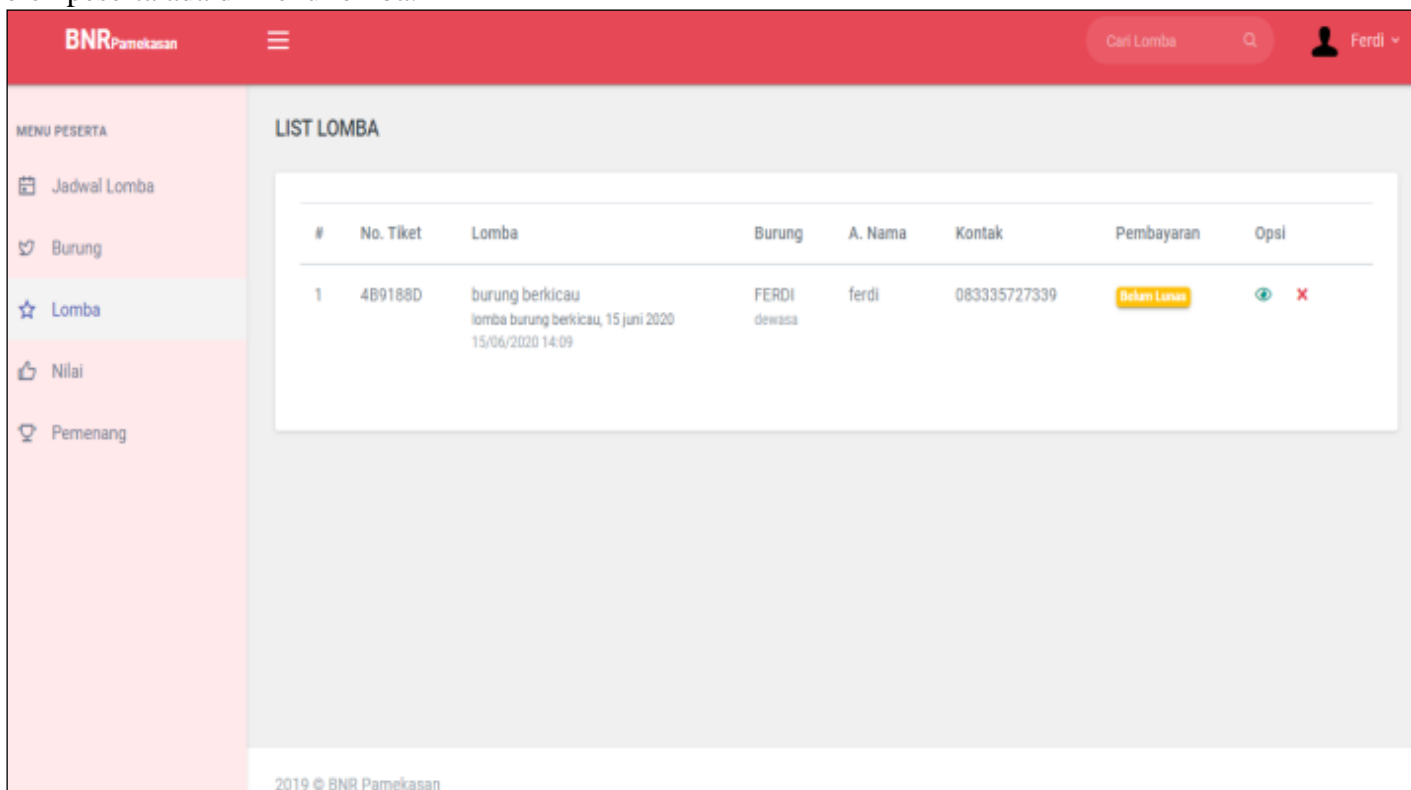 BNRPamekasan
Cari Lomba
Ferdi
MENU PESERTA
Jadwal Lomba
Burung
Lomba
Nilai
Pemenang
LIST LOMBA
# No. Tiket Lomba Burung A. Nama Kontak Pembayaran Opsi
1 4B9188D burung berkicau FERDI ferdi 083335727339 Belum Lunas
lomba burung berkicau, 15 juni 2020 dewasa
15/06/2020 14:09
2019 © BNR Pamekasan